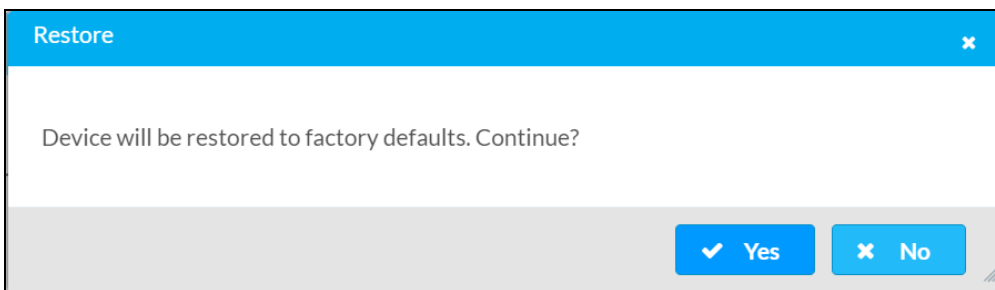 Restore
Device will be restored to factory defaults. Continue?
Yes No